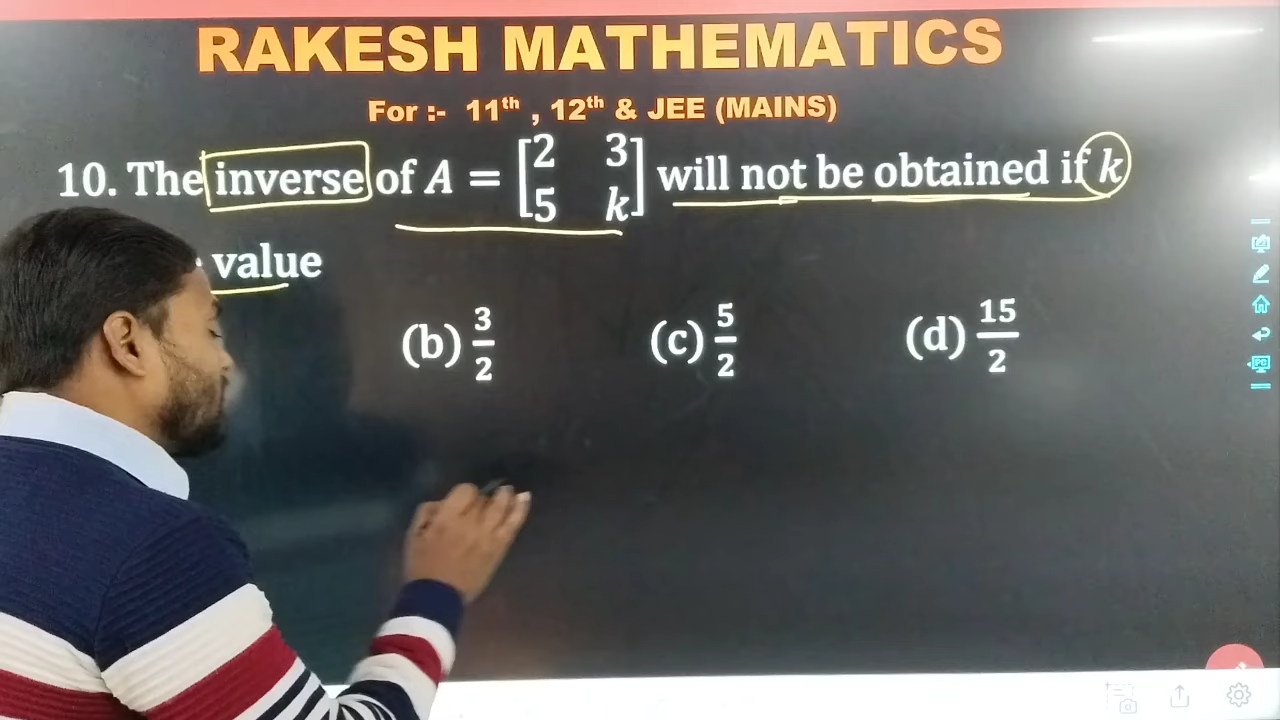 RAKESH MATHEMATICS
For :- 11th , 12th & JEE (MAINS)
10. The inverse of A = [2 3; 5 k] will not be obtained if k
value
(b) 3/2 (c) 5/2 (d) 15/2